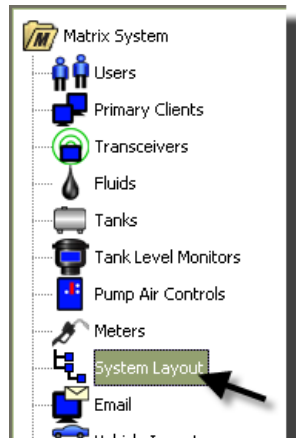 Matrix System
Users
Primary Clients
Transceivers
Fluids
Tanks
Tank Level Monitors
Pump Air Controls
Meters
System Layout
Email